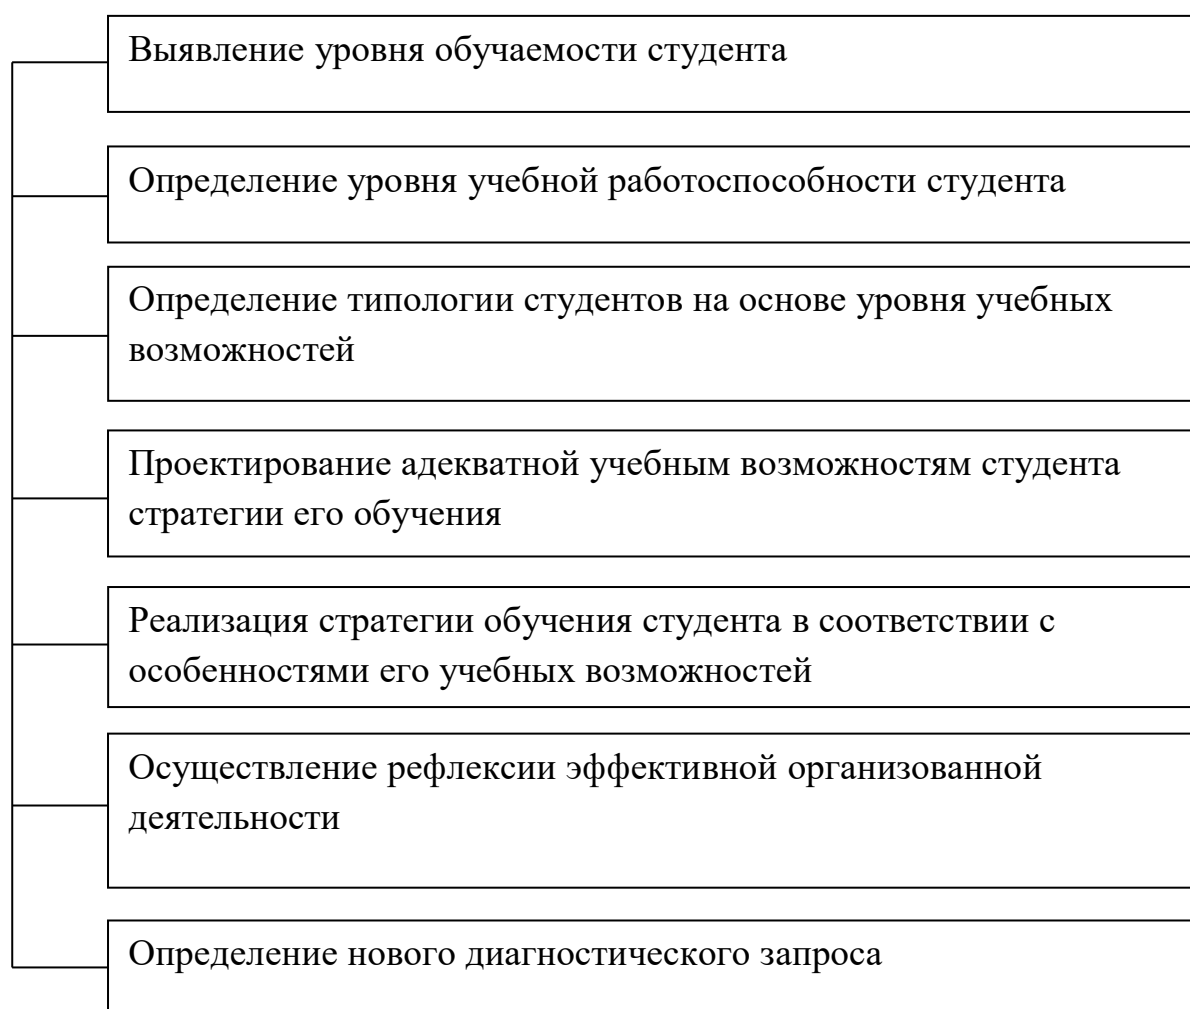 Выявление уровня обучаемости студента
Определение уровня учебной работоспособности студента
Определение типологии студентов на основе уровня учебных
возможностей
Проектирование адекватной учебным возможностям студента
стратегии его обучения
Реализация стратегии обучения студента в соответствии с
особенностями его учебных возможностей
Осуществление рефлексии эффективной организованной
деятельности
Определение нового диагностического запроса